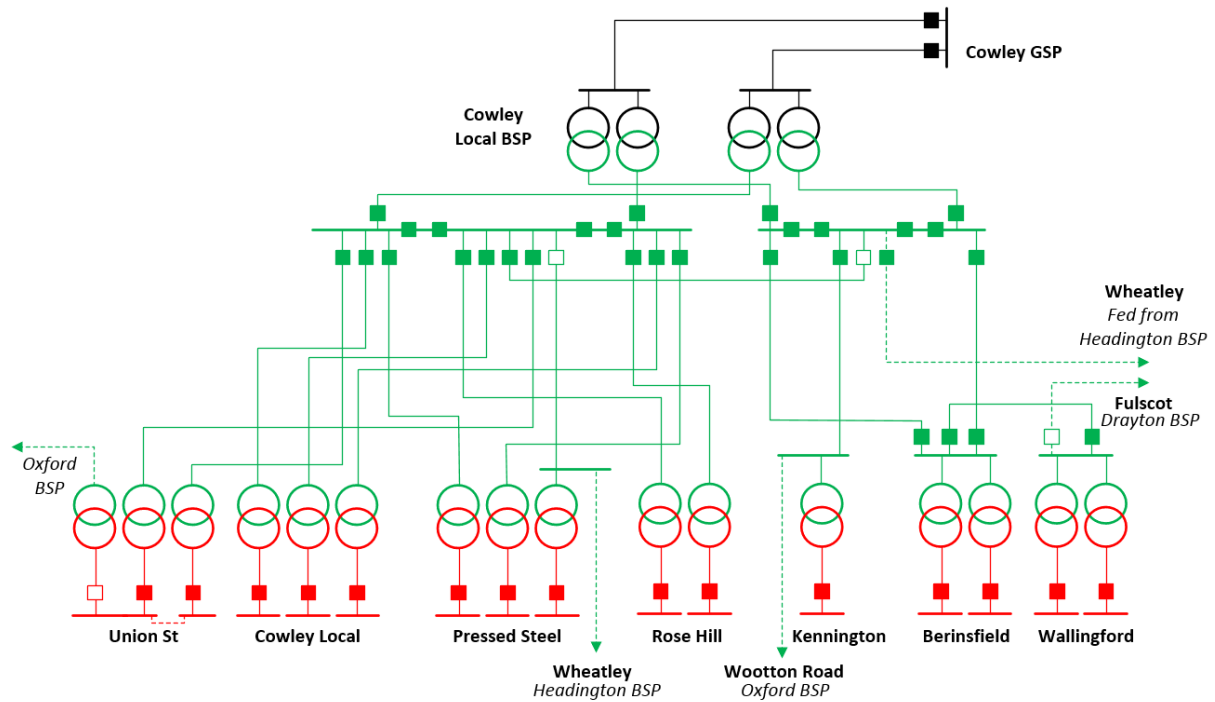 Cowley GSP
Cowley
Local BSP
Wheatley
Fed from
Headington BSP
Fulscot
Drayton BSP
Oxford
BSP
Union St
Cowley Local
Pressed Steel
Rose Hill
Kennington
Berinsfield
Wallingford
Wheatley
Headington BSP
Wootton Road
Oxford BSP